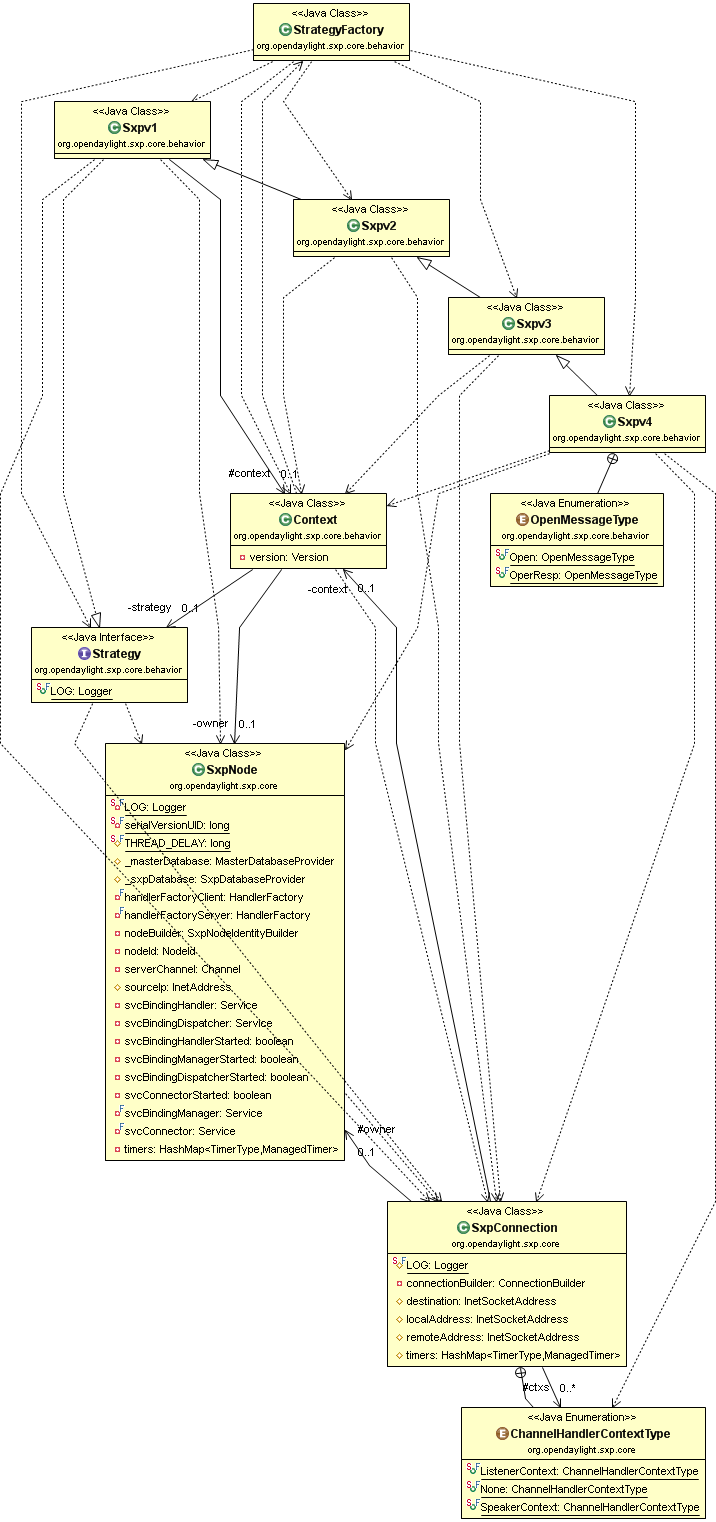 <<Java Class>>
StrategyFactory
org.opendaylight.sxp.core.behavior
<<Java Class>>
Sxpv1
org.opendaylight.sxp.core.behavior
<<Java Class>>
Sxpv2
org.opendaylight.sxp.core.behavior
<<Java Class>>
Sxpv3
org.opendaylight.sxp.core.behavior
<<Java Class>>
Sxpv4
org.opendaylight.sxp.core.behavior
#context 0..1
<<Java Class>>
Context
org.opendaylight.sxp.core.behavior
version: Version
<<Java Enumeration>>
OpenMessageType
org.opendaylight.sxp.core.behavior
Open: OpenMessageType
OperResp: OpenMessageType
-context 0..1
-strategy 0..1
<<Java Interface>>
Strategy
org.opendaylight.sxp.core.behavior
LOG: Logger
-owner 0..1
<<Java Class>>
SxpNode
org.opendaylight.sxp.core
LOG: Logger
serialVersionUID: long
THREAD_DELAY: long
_masterDatabase: MasterDatabaseProvider
_sxpDatabase: SxpDatabaseProvider
handlerFactoryClient: HandlerFactory
handlerFactoryServer: HandlerFactory
nodeBuilder: SxpNodeIdentityBuilder
nodeId: NodeId
serverChannel: Channel
sourceIp: InetAddress
svcBindingHandler: Service
svcBindingDispatcher: Service
svcBindingHandlerStarted: boolean
svcBindingManagerStarted: boolean
svcBindingDispatcherStarted: boolean
svcConnectorStarted: boolean
svcBindingManager: Service
svcConnector: Service
timers: HashMap<TimerType,ManagedTimer>
#owner
0..1
<<Java Class>>
SxpConnection
org.opendaylight.sxp.core
LOG: Logger
connectionBuilder: ConnectionBuilder
destination: InetSocketAddress
localAddress: InetSocketAddress
remoteAddress: InetSocketAddress
timers: HashMap<TimerType,ManagedTimer>
#ctxs 0..*
<<Java Enumeration>>
ChannelHandlerContextType
org.opendaylight.sxp.core
ListenerContext: ChannelHandlerContextType
None: ChannelHandlerContextType
SpeakerContext: ChannelHandlerContextType